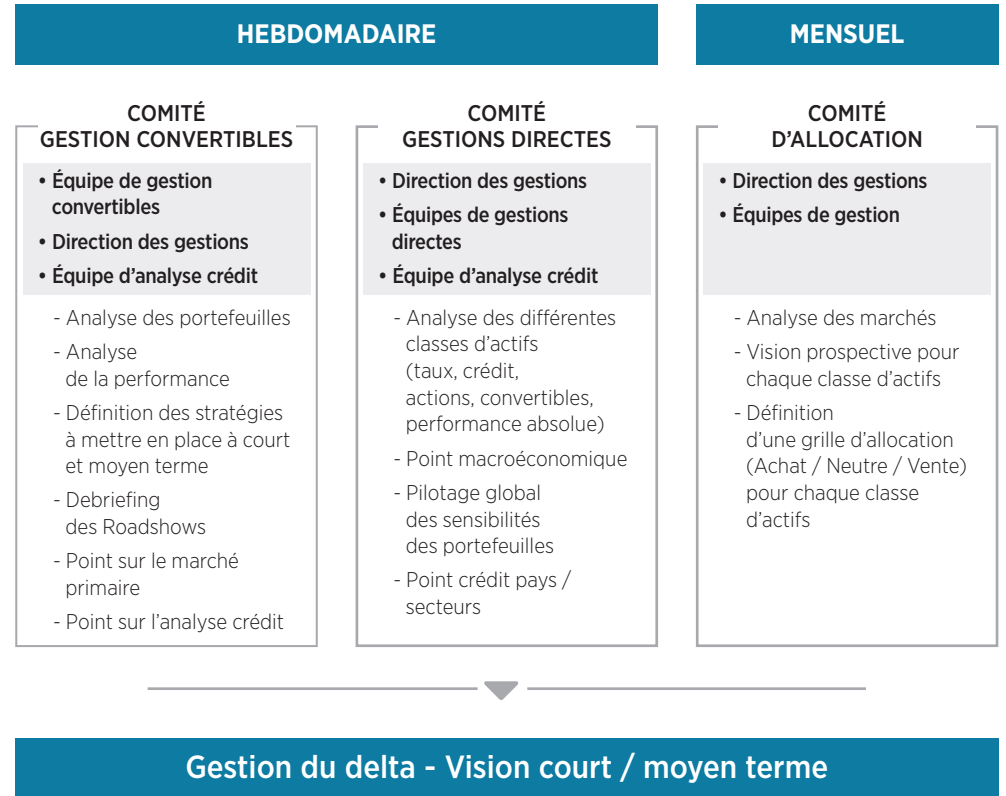 HEBDOMADAIRE
MENSUEL
COMITÉ
GESTION CONVERTIBLES
• Équipe de gestion
convertibles
• Direction des gestions
• Équipe d'analyse crédit
- Analyse des portefeuilles
- Analyse
de la performance
- Définition des stratégies
à mettre en place à court
et moyen terme
- Debriefing
des Roadshows
- Point sur le marché
primaire
- Point sur l'analyse crédit
COMITÉ
GESTIONS DIRECTES
• Direction des gestions
• Équipes de gestions
directes
• Équipe d'analyse crédit
- Analyse des différentes
classes d'actifs
(taux, crédit,
actions, convertibles,
performance absolue)
- Point macroéconomique
- Pilotage global
des sensibilités
des portefeuilles
- Point crédit pays /
secteurs
COMITÉ
D'ALLOCATION
• Direction des gestions
• Équipes de gestion
- Analyse des marchés
- Vision prospective pour
chaque classe d'actifs
- Définition
d'une grille d'allocation
(Achat / Neutre / Vente)
pour chaque classe
d'actifs
Gestion du delta - Vision court / moyen terme